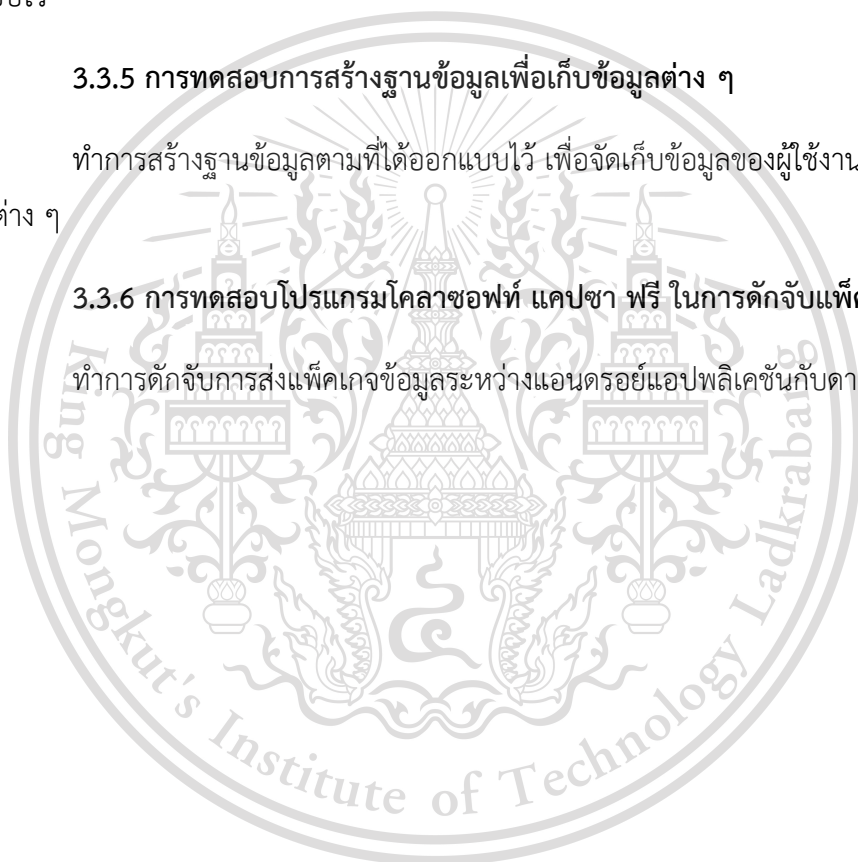 3.3.5 การทดสอบการสร้างฐานข้อมูลเพื่อเก็บข้อมูลต่าง ๆ
ทำการสร้างฐานข้อมูลตามที่ได้ออกแบบไว้ เพื่อจัดเก็บข้อมูลของผู้ใช้งาน
ต่าง ๆ
3.3.6 การทดสอบโปรแกรมโคลาซอฟท์ แคปซา ฟรี ในการดักจับแพ็ค
ทำการดักจับการส่งแพ็คเกจข้อมูลระหว่างแอนดรอย์แอปพลิเคชันกับดา
King Mongkut's Institute of Technology Ladkrabang